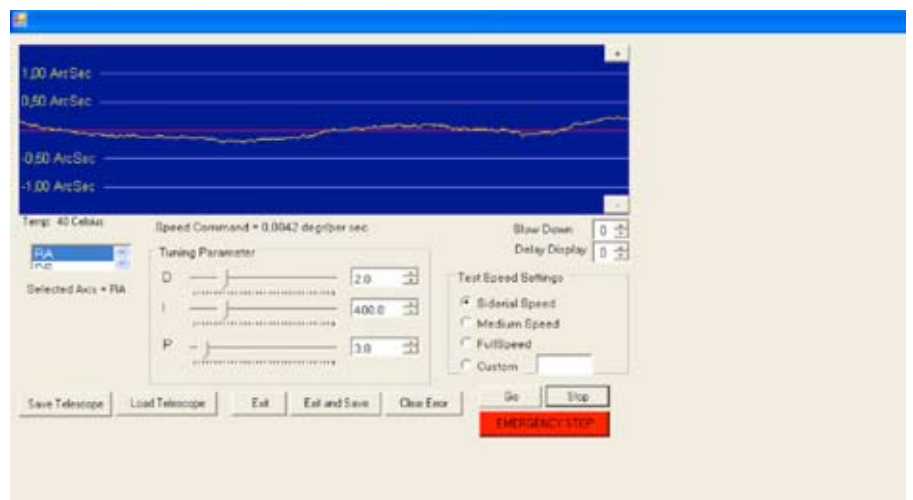 +
1,00 ArcSec
0,50 ArcSec
-0,50 ArcSec
-1,00 ArcSec
-
Temp: 40 Celsius
Speed Command = 0,0042 degr/per sec
Slow Down 0
Delay Display 0
RA
Selected Axis = RA
Tuning Parameter
D 2.0
I 400.0
P 3.0
Test Speed Settings
Siderial Speed
Medium Speed
FullSpeed
Custom
Save Telescope Load Telescope Exit Exit and Save Clear Error Go Stop
EMERGENCY STOP